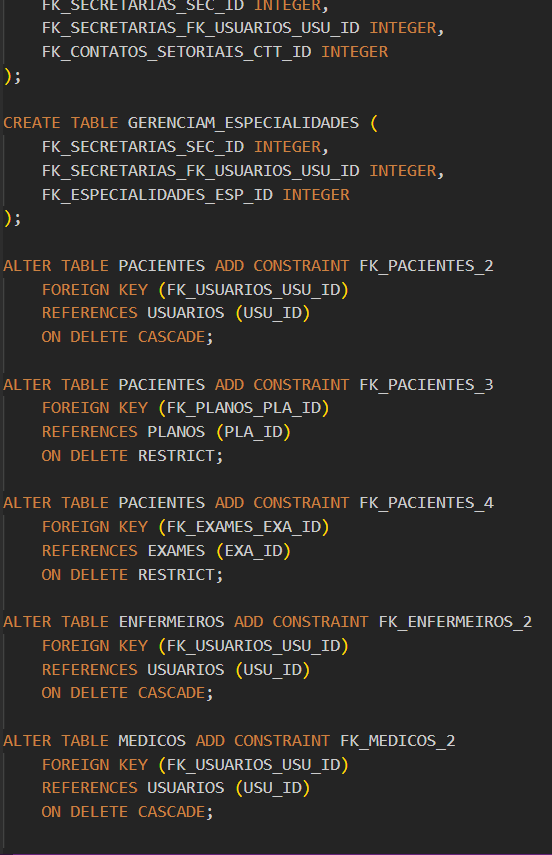 FK_SECRETARIAS_SEC_ID INTEGER,
FK_SECRETARIAS_FK_USUARIOS_USU_ID INTEGER,
FK_CONTATOS_SETORIAIS_CTT_ID INTEGER
);
CREATE TABLE GERENCIAM_ESPECIALIDADES (
FK_SECRETARIAS_SEC_ID INTEGER,
FK_SECRETARIAS_FK_USUARIOS_USU_ID INTEGER,
FK_ESPECIALIDADES_ESP_ID INTEGER
);
ALTER TABLE PACIENTES ADD CONSTRAINT FK_PACIENTES_2
FOREIGN KEY (FK_USUARIOS_USU_ID)
REFERENCES USUARIOS (USU_ID)
ON DELETE CASCADE;
ALTER TABLE PACIENTES ADD CONSTRAINT FK_PACIENTES_3
FOREIGN KEY (FK_PLANOS_PLA_ID)
REFERENCES PLANOS (PLA_ID)
ON DELETE RESTRICT;
ALTER TABLE PACIENTES ADD CONSTRAINT FK_PACIENTES_4
FOREIGN KEY (FK_EXAMES_EXA_ID)
REFERENCES EXAMES (EXA_ID)
ON DELETE RESTRICT;
ALTER TABLE ENFERMEIROS ADD CONSTRAINT FK_ENFERMEIROS_2
FOREIGN KEY (FK_USUARIOS_USU_ID)
REFERENCES USUARIOS (USU_ID)
ON DELETE CASCADE;
ALTER TABLE MEDICOS ADD CONSTRAINT FK_MEDICOS_2
FOREIGN KEY (FK_USUARIOS_USU_ID)
REFERENCES USUARIOS (USU_ID)
ON DELETE CASCADE;